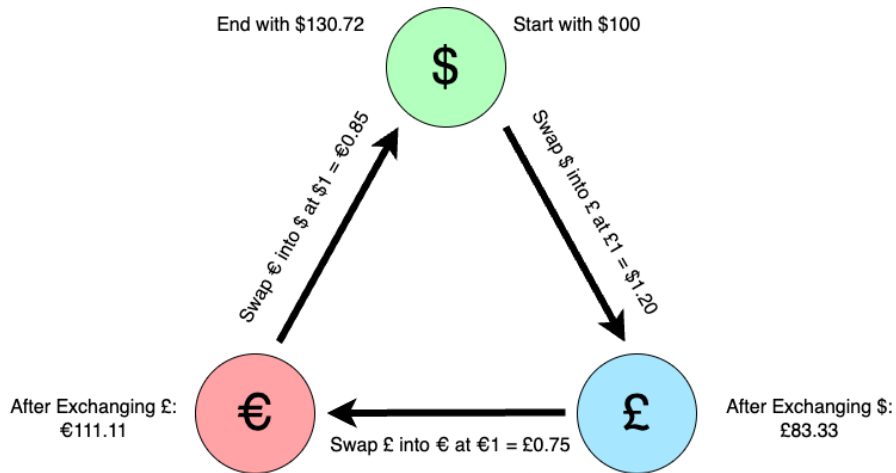 End with $130.72
$
Start with $100
Swap € into $ at $1 = €0.85
Swap $ into £ at £1 = $1.20
After Exchanging £:
€111.11
€
Swap £ into € at €1 = £0.75
£
After Exchanging $:
£83.33